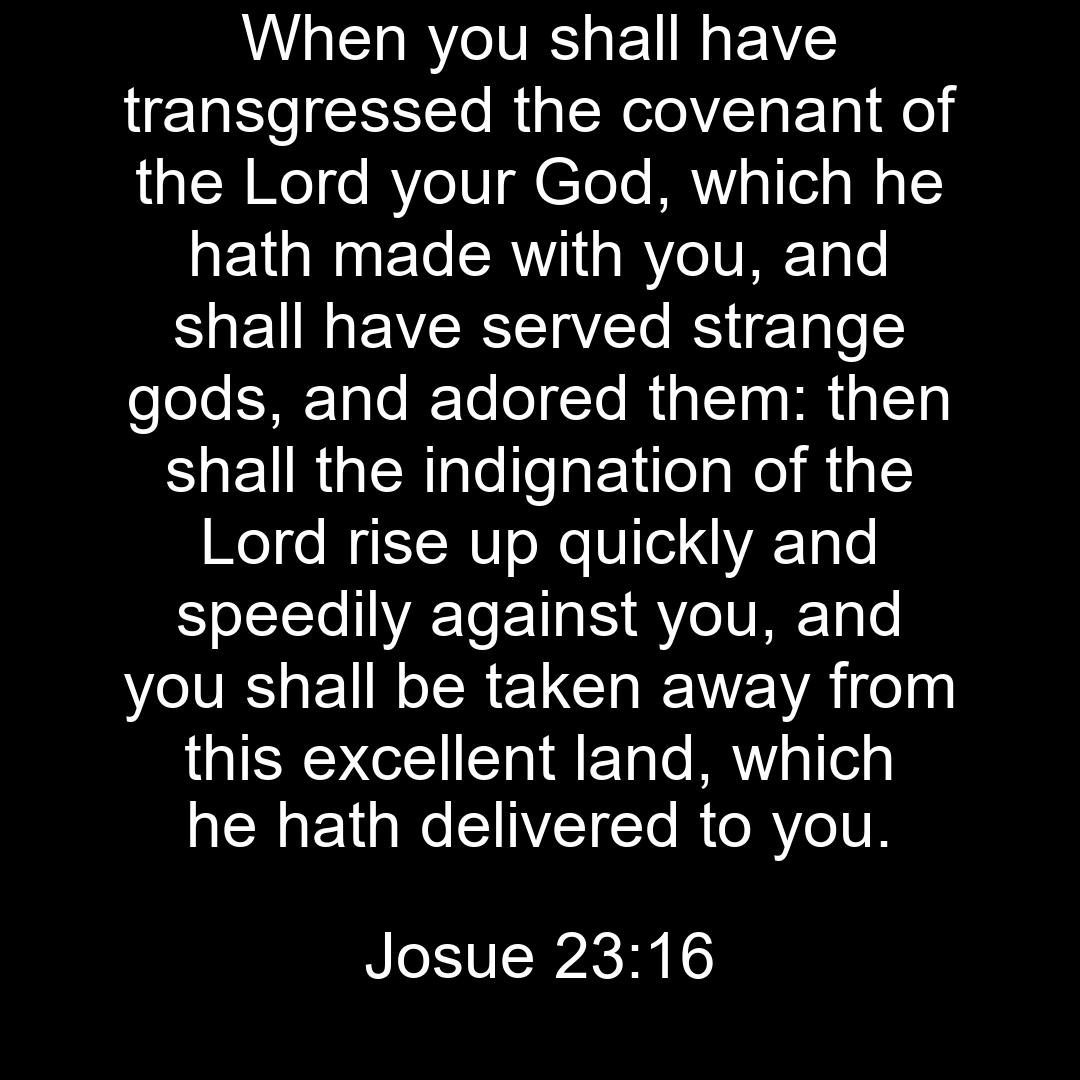 When you shall have
transgressed the covenant of
the Lord your God, which he
hath made with you, and
shall have served strange
gods, and adored them: then
shall the indignation of the
Lord rise up quickly and
speedily against you, and
you shall be taken away from
this excellent land, which
he hath delivered to you.
Josue 23:16